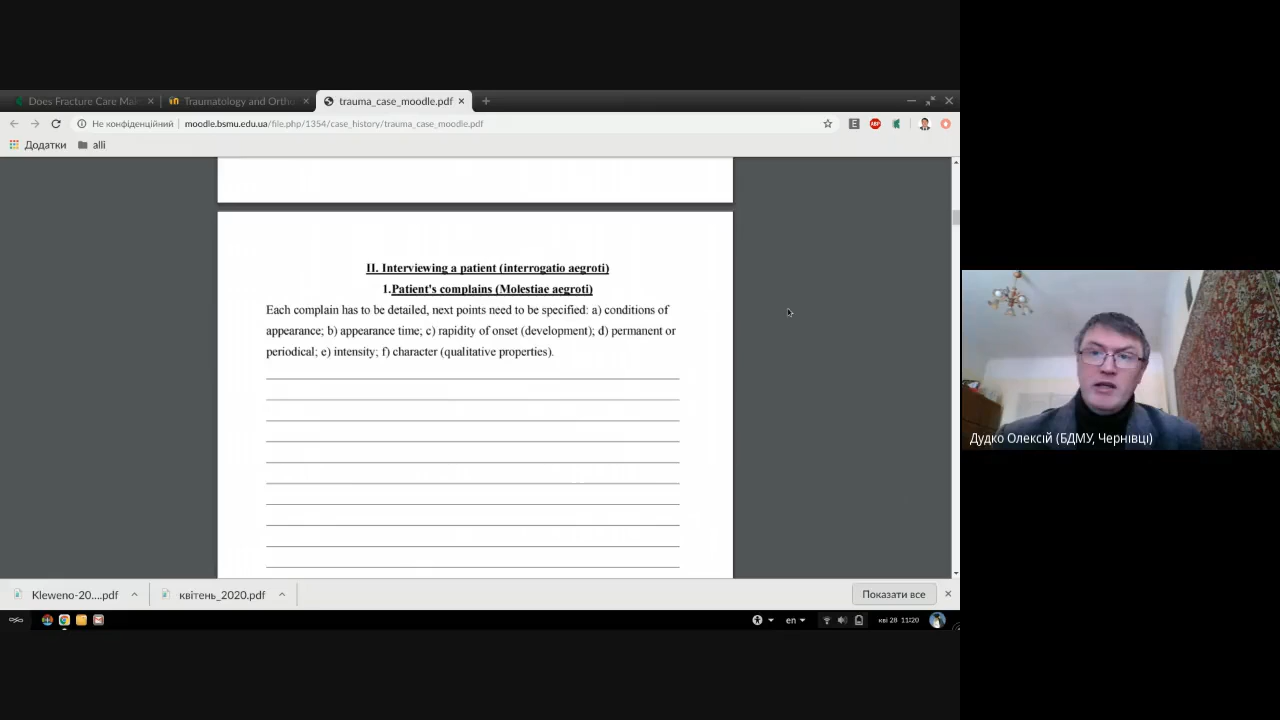 Does Fracture Care Mal
Traumatology and Ortho
trauma_case_moodle.pdf
Не конфіденційний
moodle.bsmu.edu.ua/file.php/1354/case_history/trauma_case_moodle.pdf
E ABP
Додатки alli
II. Interviewing a patient (interrogatio aegroti)
1.Patient's complains (Molestiae aegroti)
Each complain has to be detailed, next points need to be specified: a) conditions of
appearance; b) appearance time; c) rapidity of onset (development); d) permanent or
periodical; e) intensity; f) character (qualitative properties).
Дудко Олексій (БДМУ, Чернівці)
Kleweno-20....pdf
квітень_2020.pdf
Показати все
en
кві 28 11:20